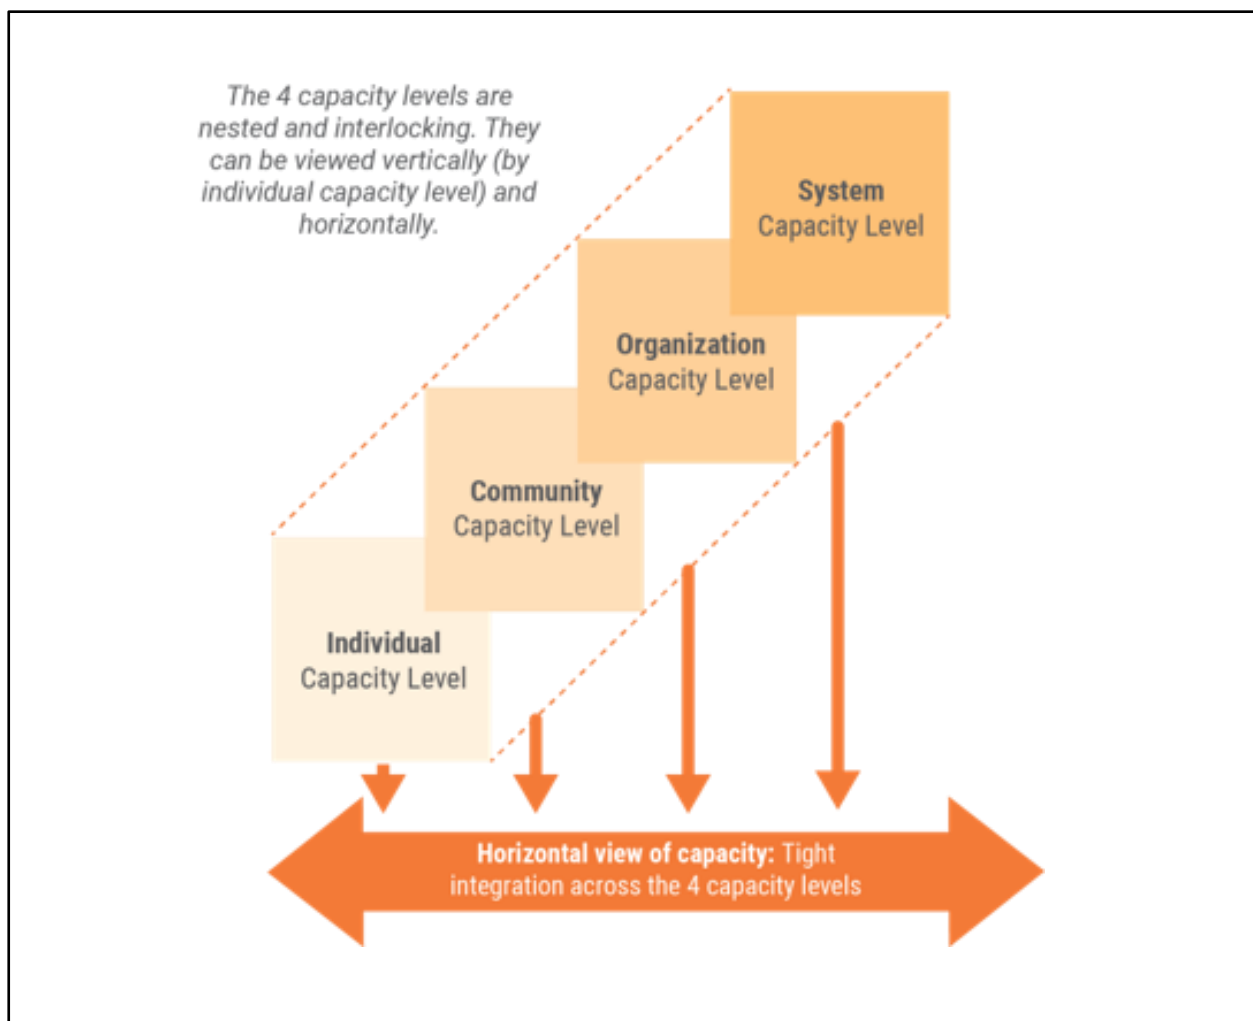 The 4 capacity levels are
nested and interlocking. They
can be viewed vertically (by
individual capacity level) and
horizontally.
System
Capacity Level
Organization
Capacity Level
Community
Capacity Level
Individual
Capacity Level
Horizontal view of capacity: Tight
integration across the 4 capacity levels